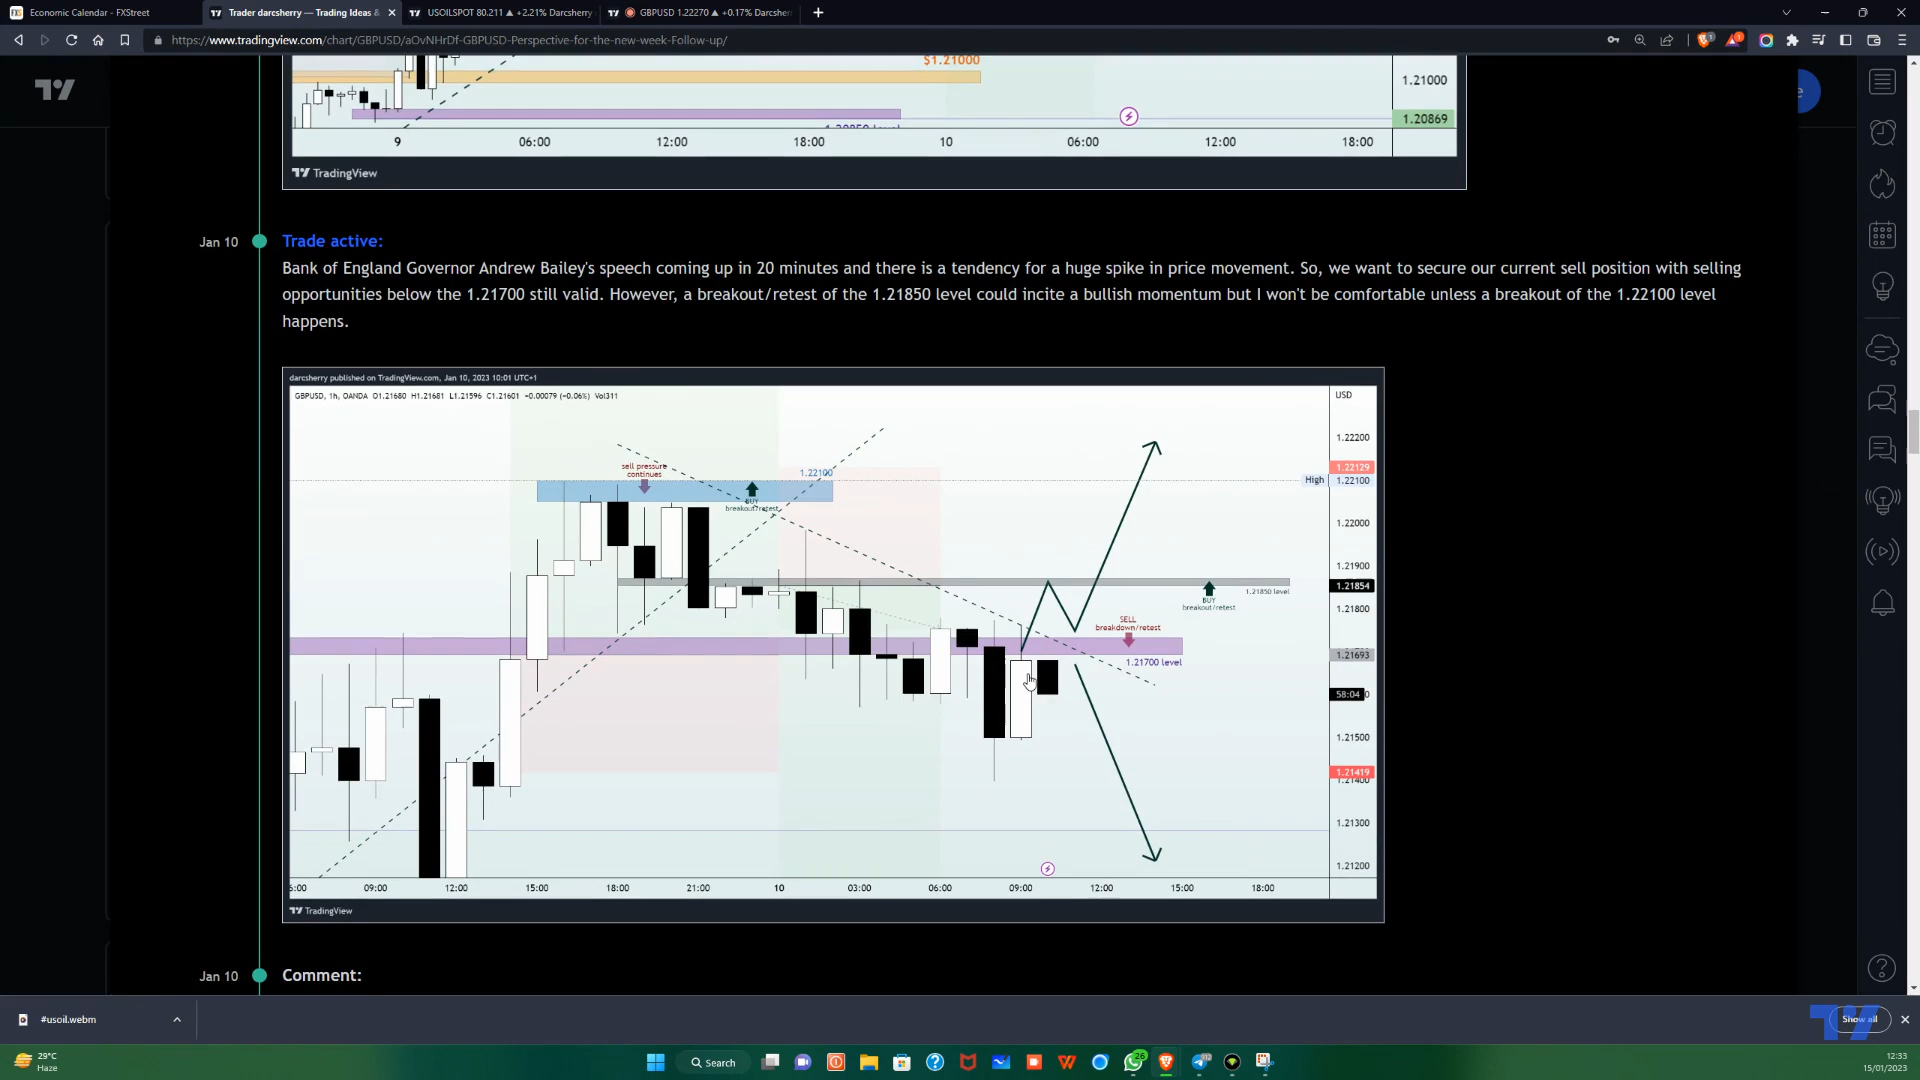 Economic Calendar - FXStreet
Trader darcsherry — Trading Ideas &
USOILSPOT 80.211 ▲ +2.21% Darcsherry
GBPUSD 1.22270 ▲ +0.17% Darcsher
https://www.tradingview.com/chart/GBPUSD/aOvNHrDf-GBPUSD-Perspective-for-the-new-week-Follow-up/
$1.21000
1.21000
1.20869
9 06:00 12:00 18:00 10 06:00 12:00 18:00
TradingView
Jan 10
Trade active:
Bank of England Governor Andrew Bailey's speech coming up in 20 minutes and there is a tendency for a huge spike in price movement. So, we want to secure our current sell position with selling
opportunities below the 1.21700 still valid. However, a breakout/retest of the 1.21850 level could incite a bullish momentum but I won't be comfortable unless a breakout of the 1.22100 level
happens.
darcsherry published on TradingView.com, Jan 10, 2023 10:01 UTC+1
GBPUSD, 1h, OANDA O1.21680 H1.21681 L1.21596 C1.21601 −0.00079 (−0.06%) Vol311
USD
1.22200
sell pressure
continues
1.22100
1.22129
High 1.22100
BUY
breakout/retest
1.22000
1.21900
1.21854
1.21850 level
BUY
breakout/retest
1.21800
SELL
breakdown/retest
1.21693
1.21700 level
58:04
1.21500
1.21419
1.21400
1.21300
1.21200
6:00 09:00 12:00 15:00 18:00 21:00 10 03:00 06:00 09:00 12:00 15:00 18:00
TradingView
Jan 10
Comment:
#usoil.webm
Show all
29°C
Haze
Search
26
12:33
15/01/2023